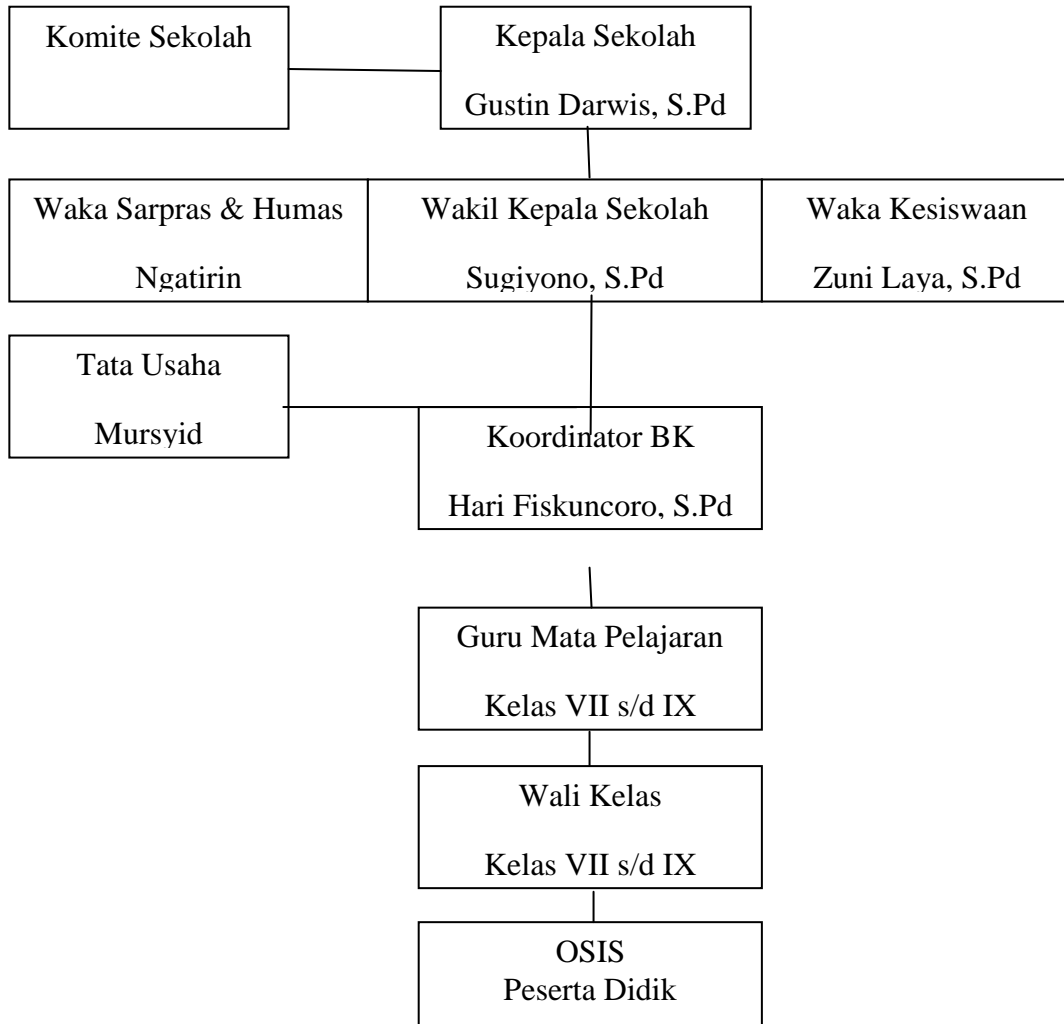 Komite Sekolah
Kepala Sekolah
Gustin Darwis, S.Pd
Waka Sarpras & Humas
Ngatirin
Wakil Kepala Sekolah
Sugiyono, S.Pd
Waka Kesiswaan
Zuni Laya, S.Pd
Tata Usaha
Mursyid
Koordinator BK
Hari Fiskuncoro, S.Pd
Guru Mata Pelajaran
Kelas VII s/d IX
Wali Kelas
Kelas VII s/d IX
OSIS
Peserta Didik